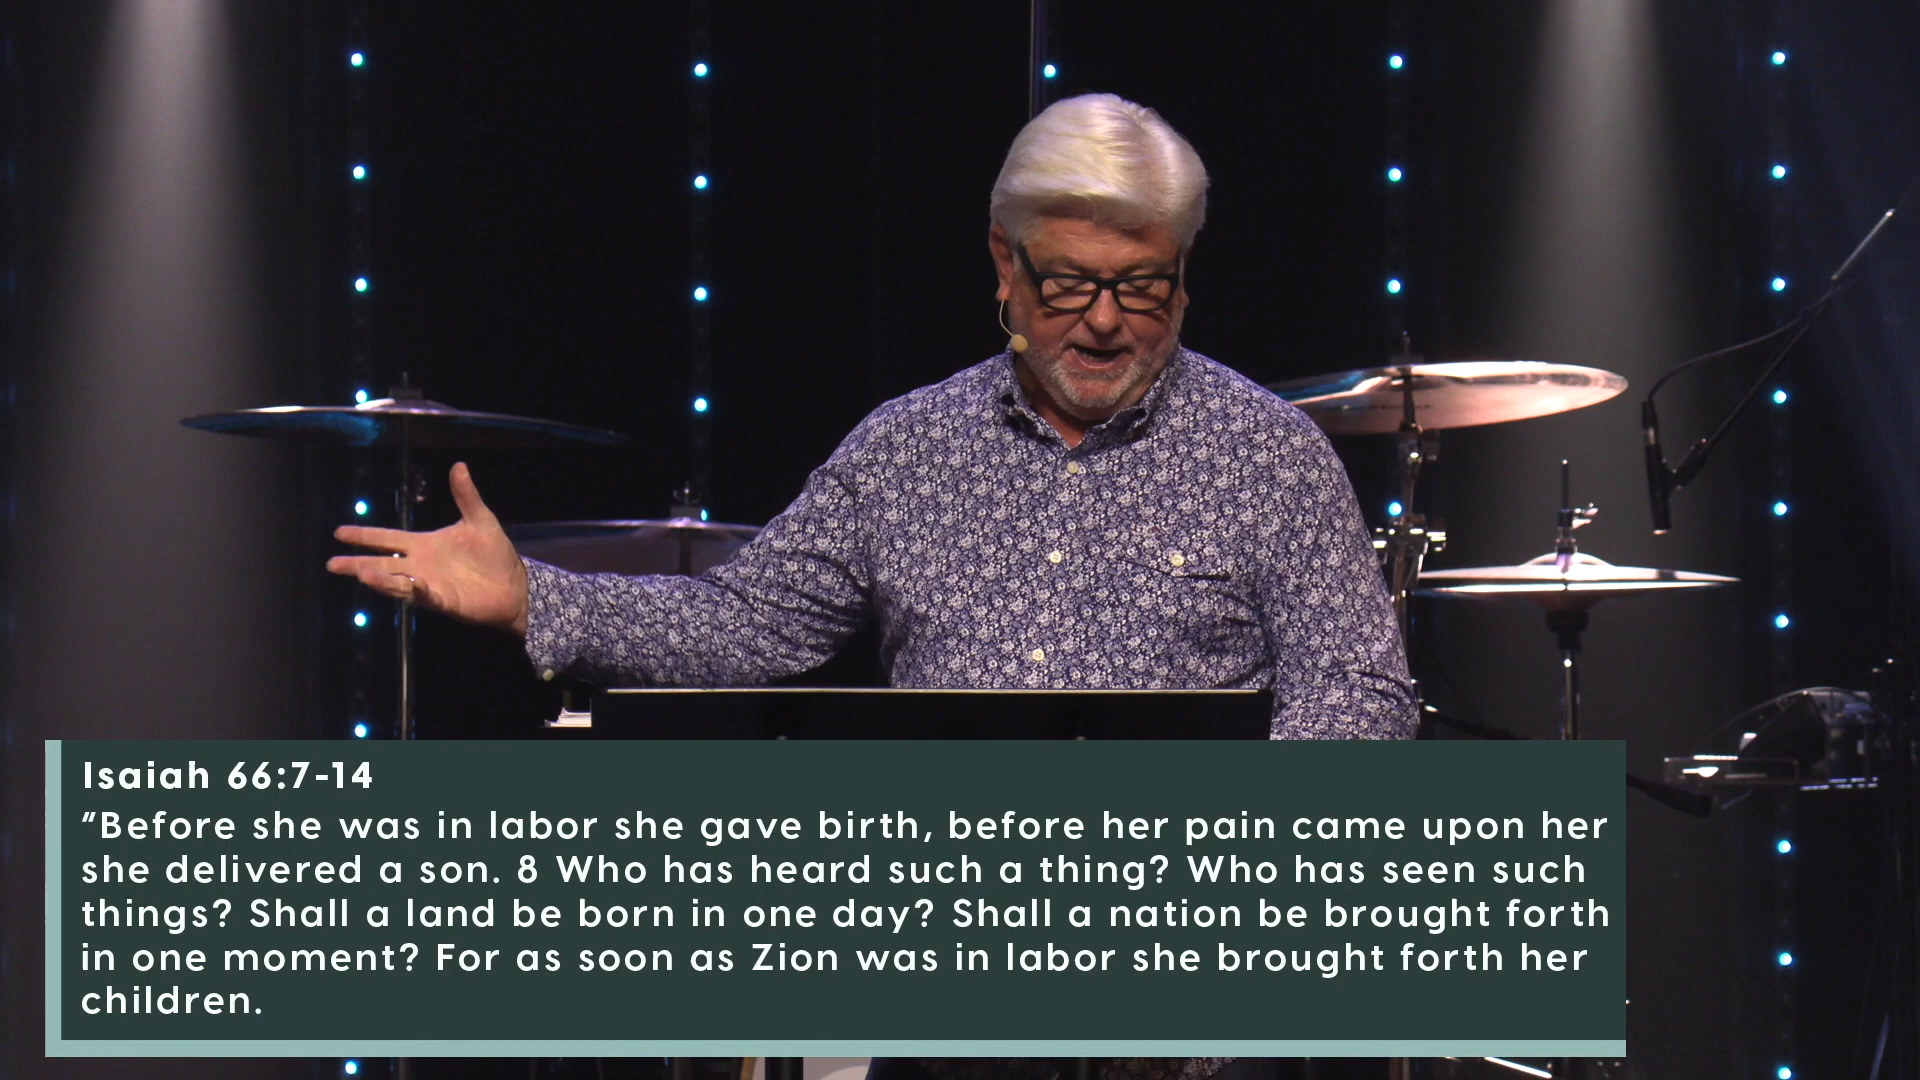 Isaiah 66:7-14
“Before she was in labor she gave birth, before her pain came upon her
she delivered a son. 8 Who has heard such a thing? Who has seen such
things? Shall a land be born in one day? Shall a nation be brought forth
in one moment? For as soon as Zion was in labor she brought forth her
children.